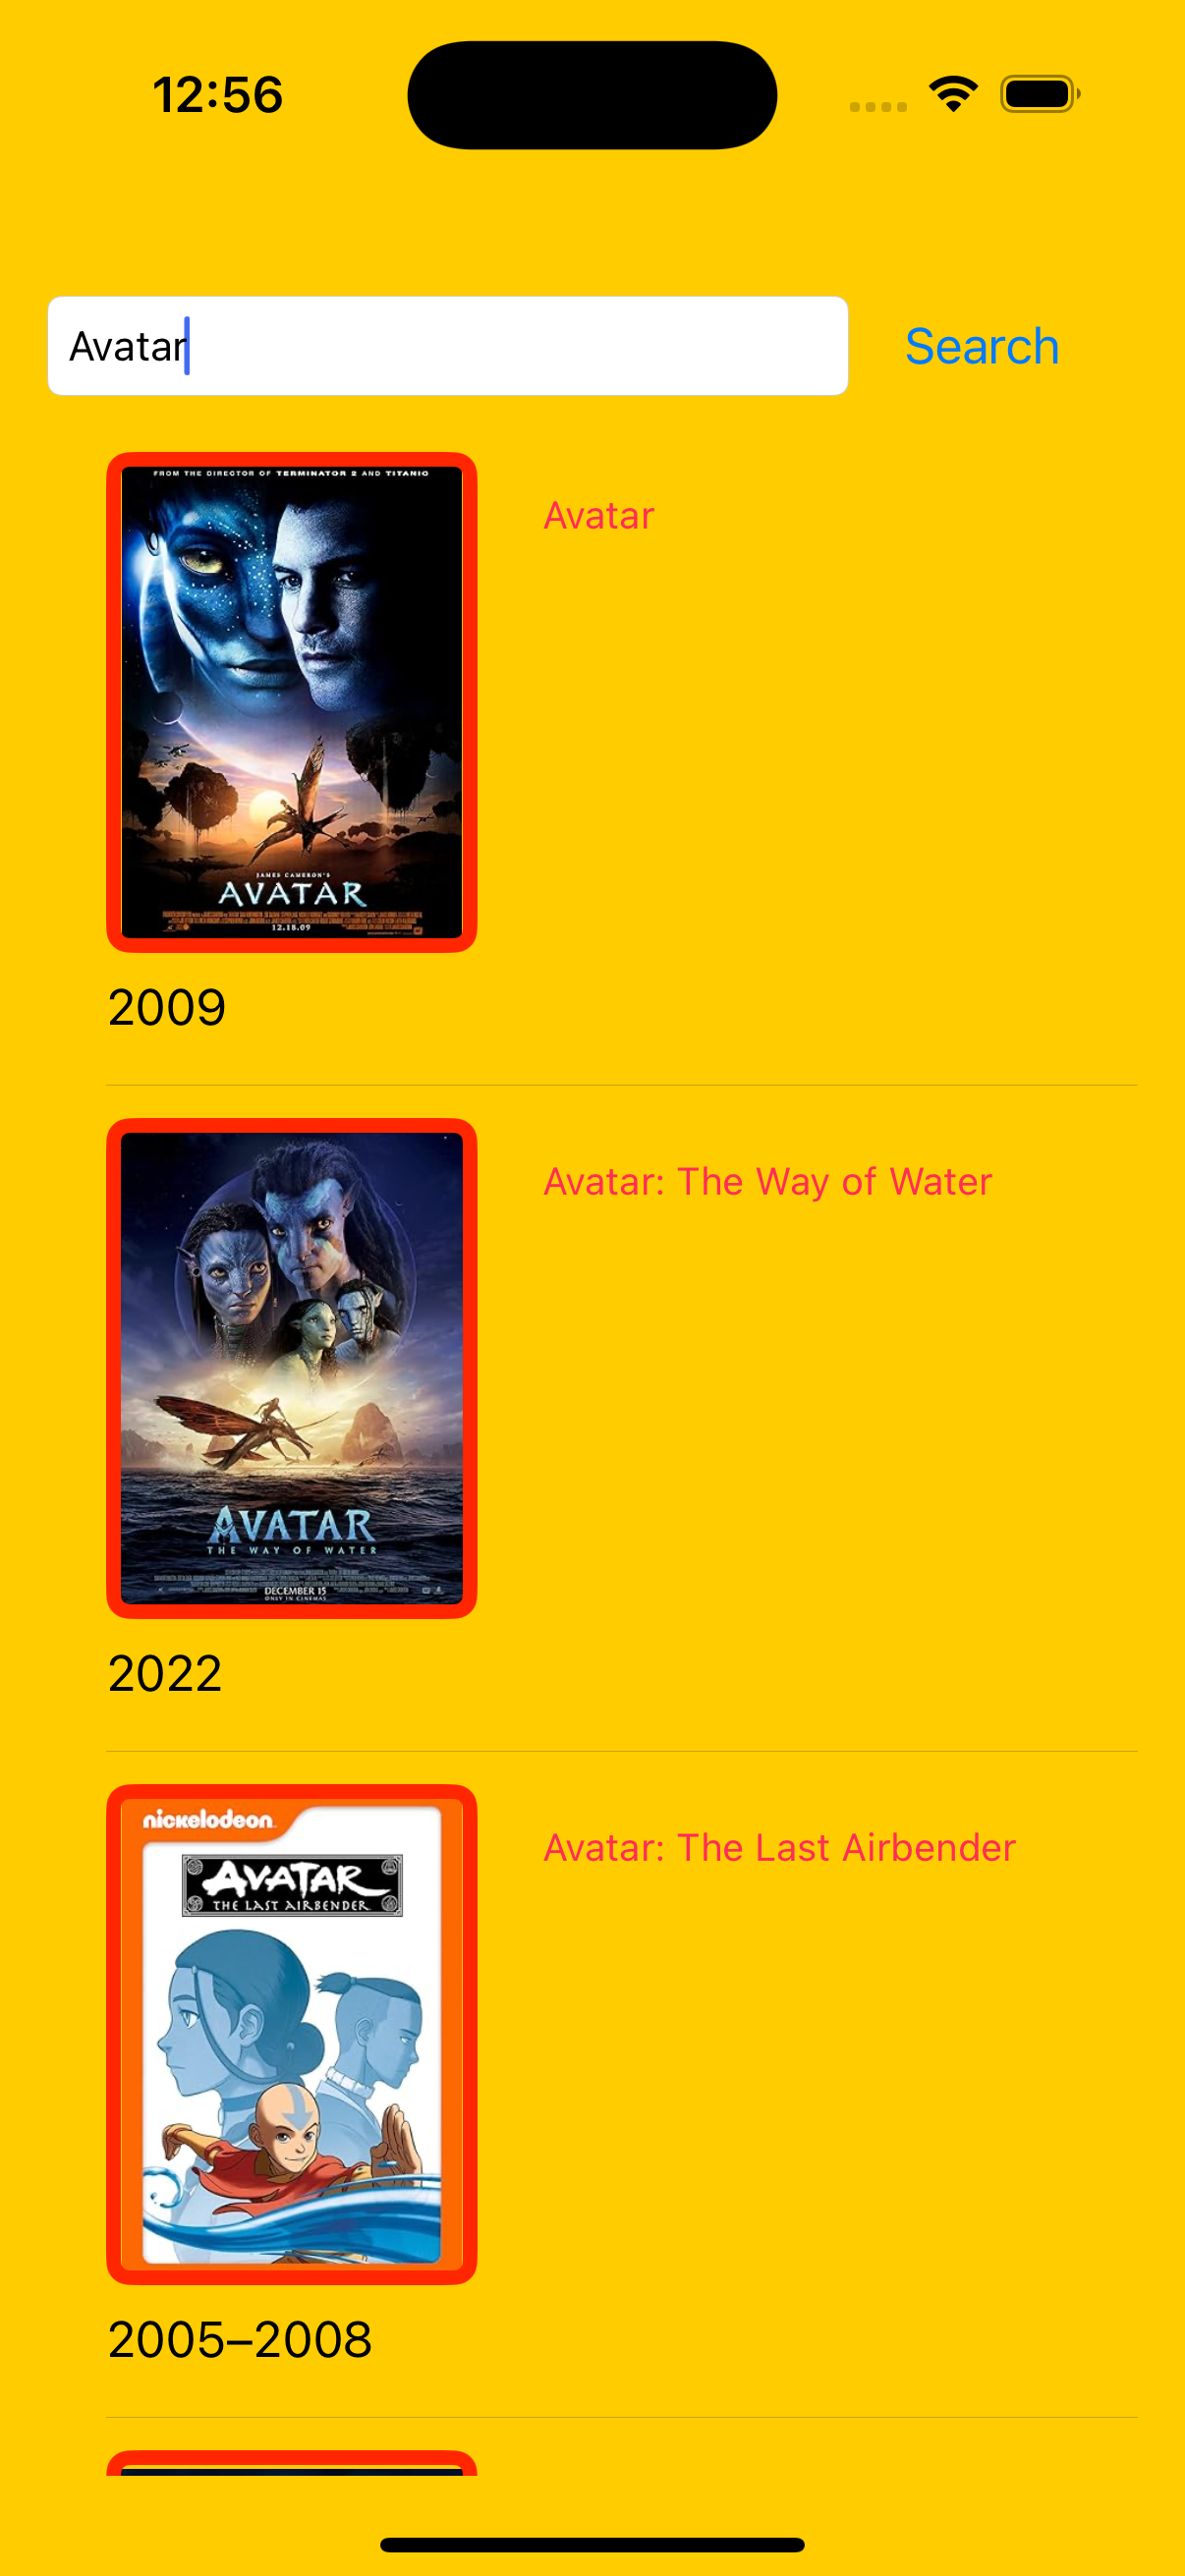 12:56
Avatar
Search
FROM THE DIRECTOR OF TERMINATOR 2 AND TITANIC
Avatar
JAMES CAMERON'S
AVATAR
12.18.09
2009
Avatar: The Way of Water
AVATAR
THE WAY OF WATER
DECEMBER 15
ONLY IN CINEMAS
2022
nickelodeon
Avatar: The Last Airbender
AVATAR
THE LAST AIRBENDER
2005–2008